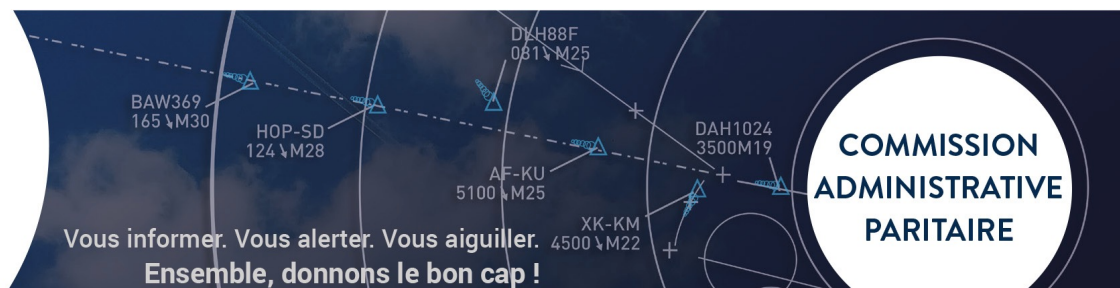 DLH88F
081↘M25
BAW369
165↘M30
HOP-SD
124↘M28
DAH1024
3500M19
AF-KU
5100↘M25
XK-KM
4500↘M22
Vous informer. Vous alerter. Vous aiguiller.
Ensemble, donnons le bon cap !
COMMISSION
ADMINISTRATIVE
PARITAIRE